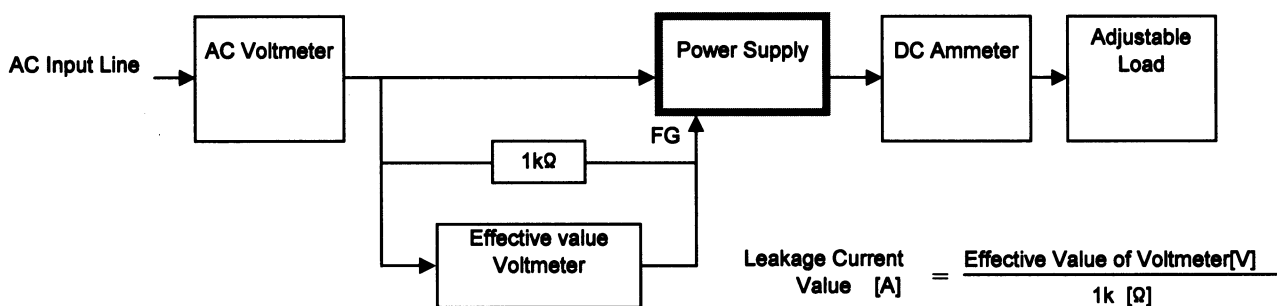 AC Input Line
AC Voltmeter
Power Supply
DC Ammeter
Adjustable
Load
FG
1kΩ
Effective value
Voltmeter
Leakage Current
Value [A]
=
Effective Value of Voltmeter[V]
1k [Ω]